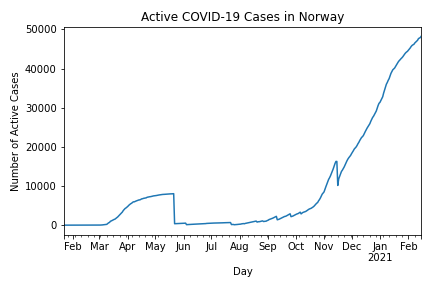 Active COVID-19 Cases in Norway
Number of Active Cases
50000
40000
30000
20000
10000
0
Feb Mar Apr May Jun Jul Aug Sep Oct Nov Dec Jan Feb
2021
Day